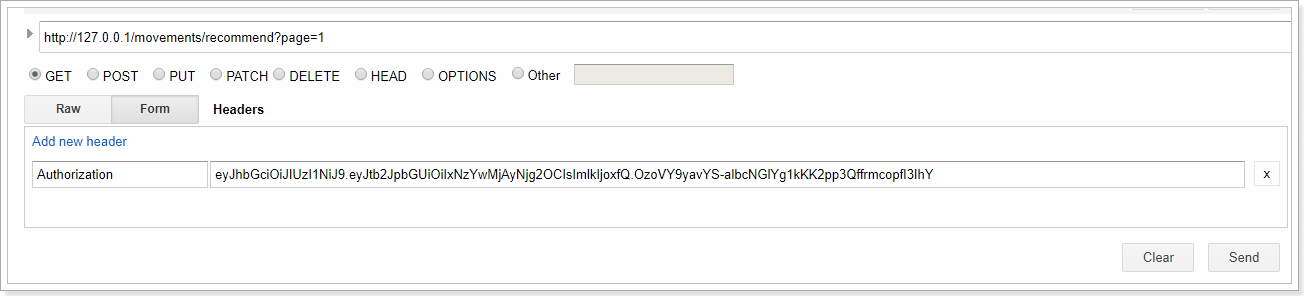 http://127.0.0.1/movements/recommend?page=1
GET POST PUT PATCH DELETE HEAD OPTIONS Other
Raw Form Headers
Add new header
Authorization eyJhbGciOiJIUzI1NiJ9.eyJtb2JpbGUiOiIxNzYwMjAyNjg2OCIsImlkIjoxfQ.OzoVY9yavYS-albcNGlYg1kKK2pp3Qffrmcopfl3lhY x
Clear Send